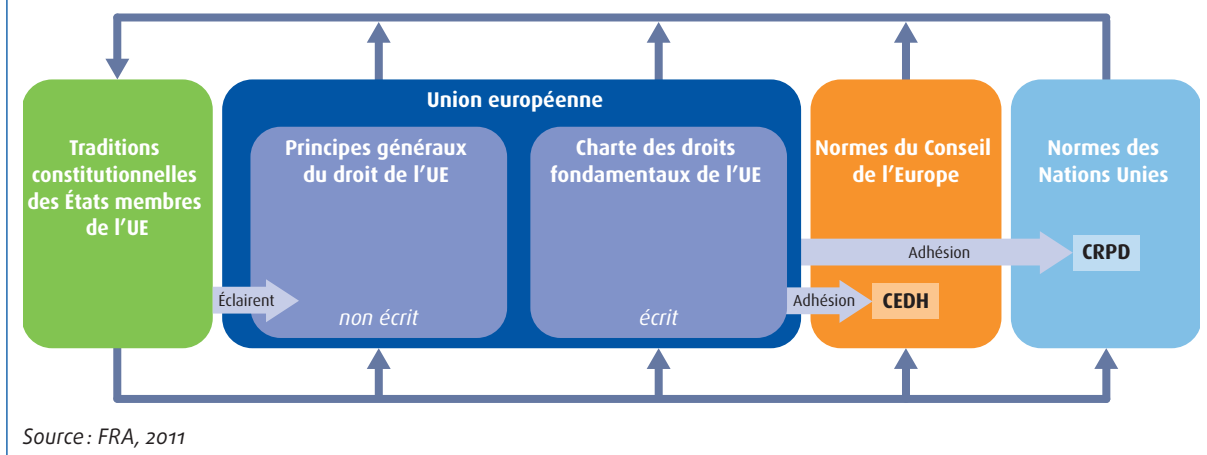 Union européenne
Traditions
constitutionnelles
des États membres
de l'UE
Principes généraux
du droit de l'UE
Charte des droits
fondamentaux de l'UE
Normes du Conseil
de l'Europe
Normes des
Nations Unies
Adhésion
CRPD
Éclairent
Adhésion
CEDH
non écrit
écrit
Source : FRA, 2011